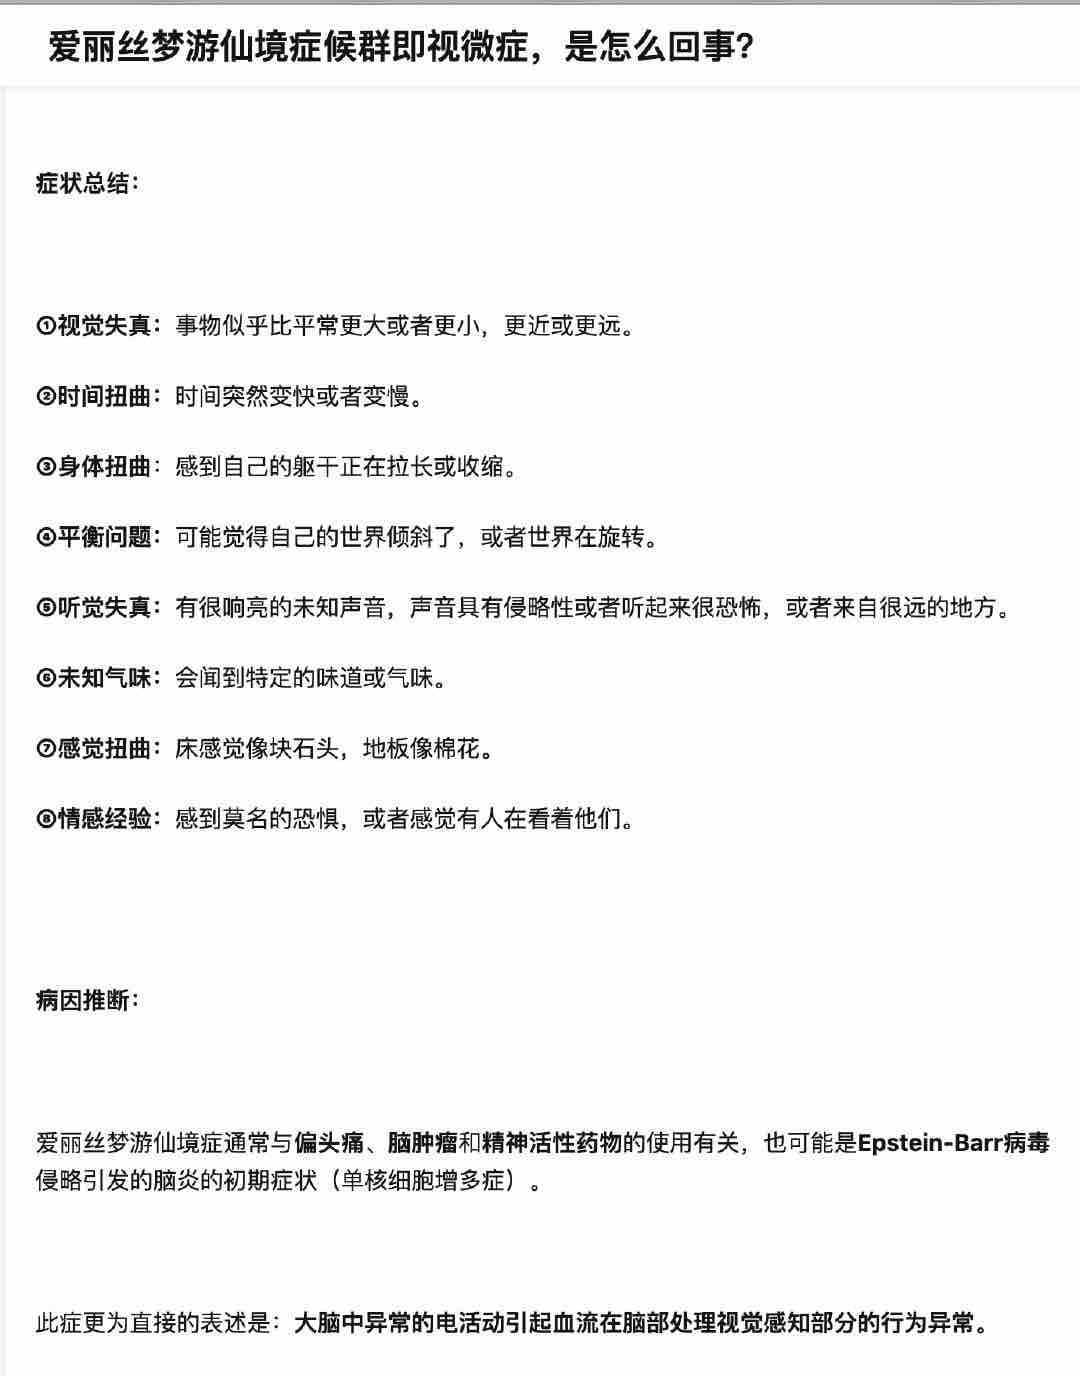 爱丽丝梦游仙境症候群即视微症，是怎么回事？
症状总结：
①视觉失真：事物似乎比平常更大或者更小，更近或更远。
②时间扭曲：时间突然变快或者变慢。
③身体扭曲：感到自己的躯干正在拉长或收缩。
④平衡问题：可能觉得自己的世界倾斜了，或者世界在旋转。
⑤听觉失真：有很响亮的未知声音，声音具有侵略性或者听起来很恐怖，或者来自很远的地方。
⑥未知气味：会闻到特定的味道或气味。
⑦感觉扭曲：床感觉像块石头，地板像棉花。
⑧情感经验：感到莫名的恐惧，或者感觉有人在看着他们。
病因推断：
爱丽丝梦游仙境症通常与偏头痛、脑肿瘤和精神活性药物的使用有关，也可能是Epstein-Barr病毒
侵略引发的脑炎的初期症状（单核细胞增多症）。
此症更为直接的表述是：大脑中异常的电活动引起血流在脑部处理视觉感知部分的行为异常。